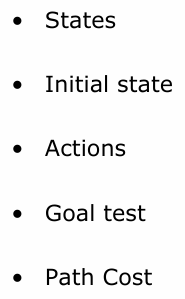 • States
• Initial state
• Actions
• Goal test
• Path Cost